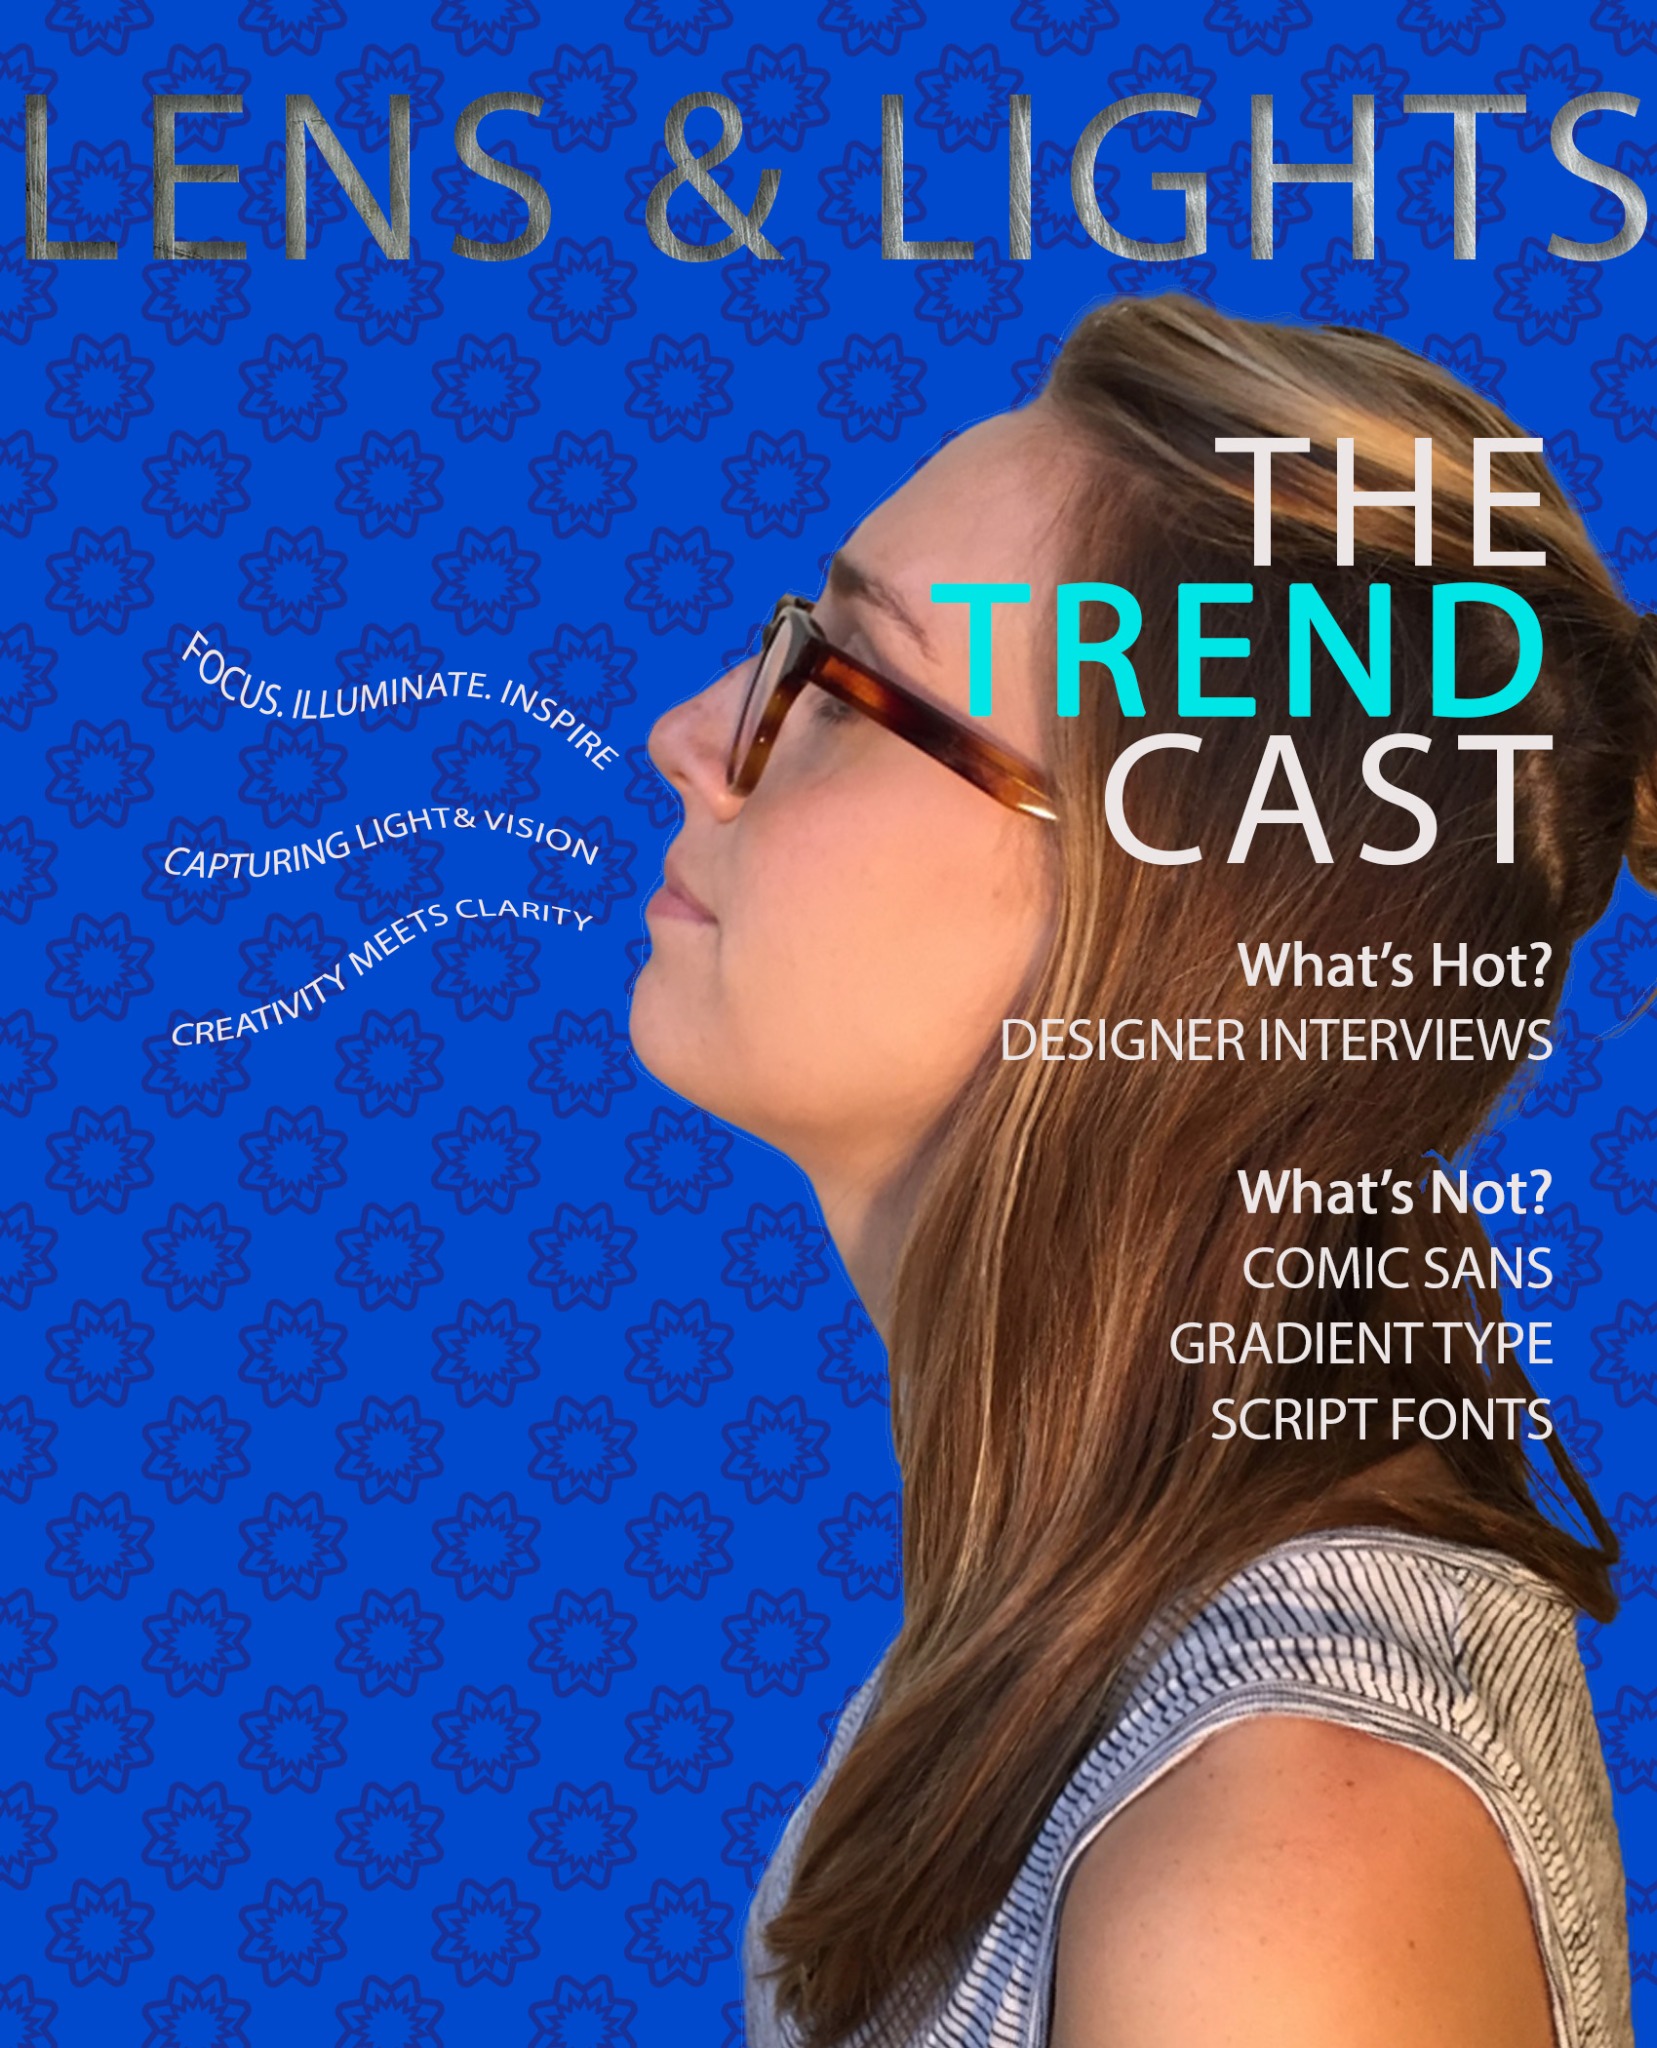 LENS & LIGHTS
THE
TREND
CAST
FOCUS. ILLUMINATE. INSPIRE
CAPTURING LIGHT& VISION
CREATIVITY MEETS CLARITY
What's Hot?
DESIGNER INTERVIEWS
What's Not?
COMIC SANS
GRADIENT TYPE
SCRIPT FONTS